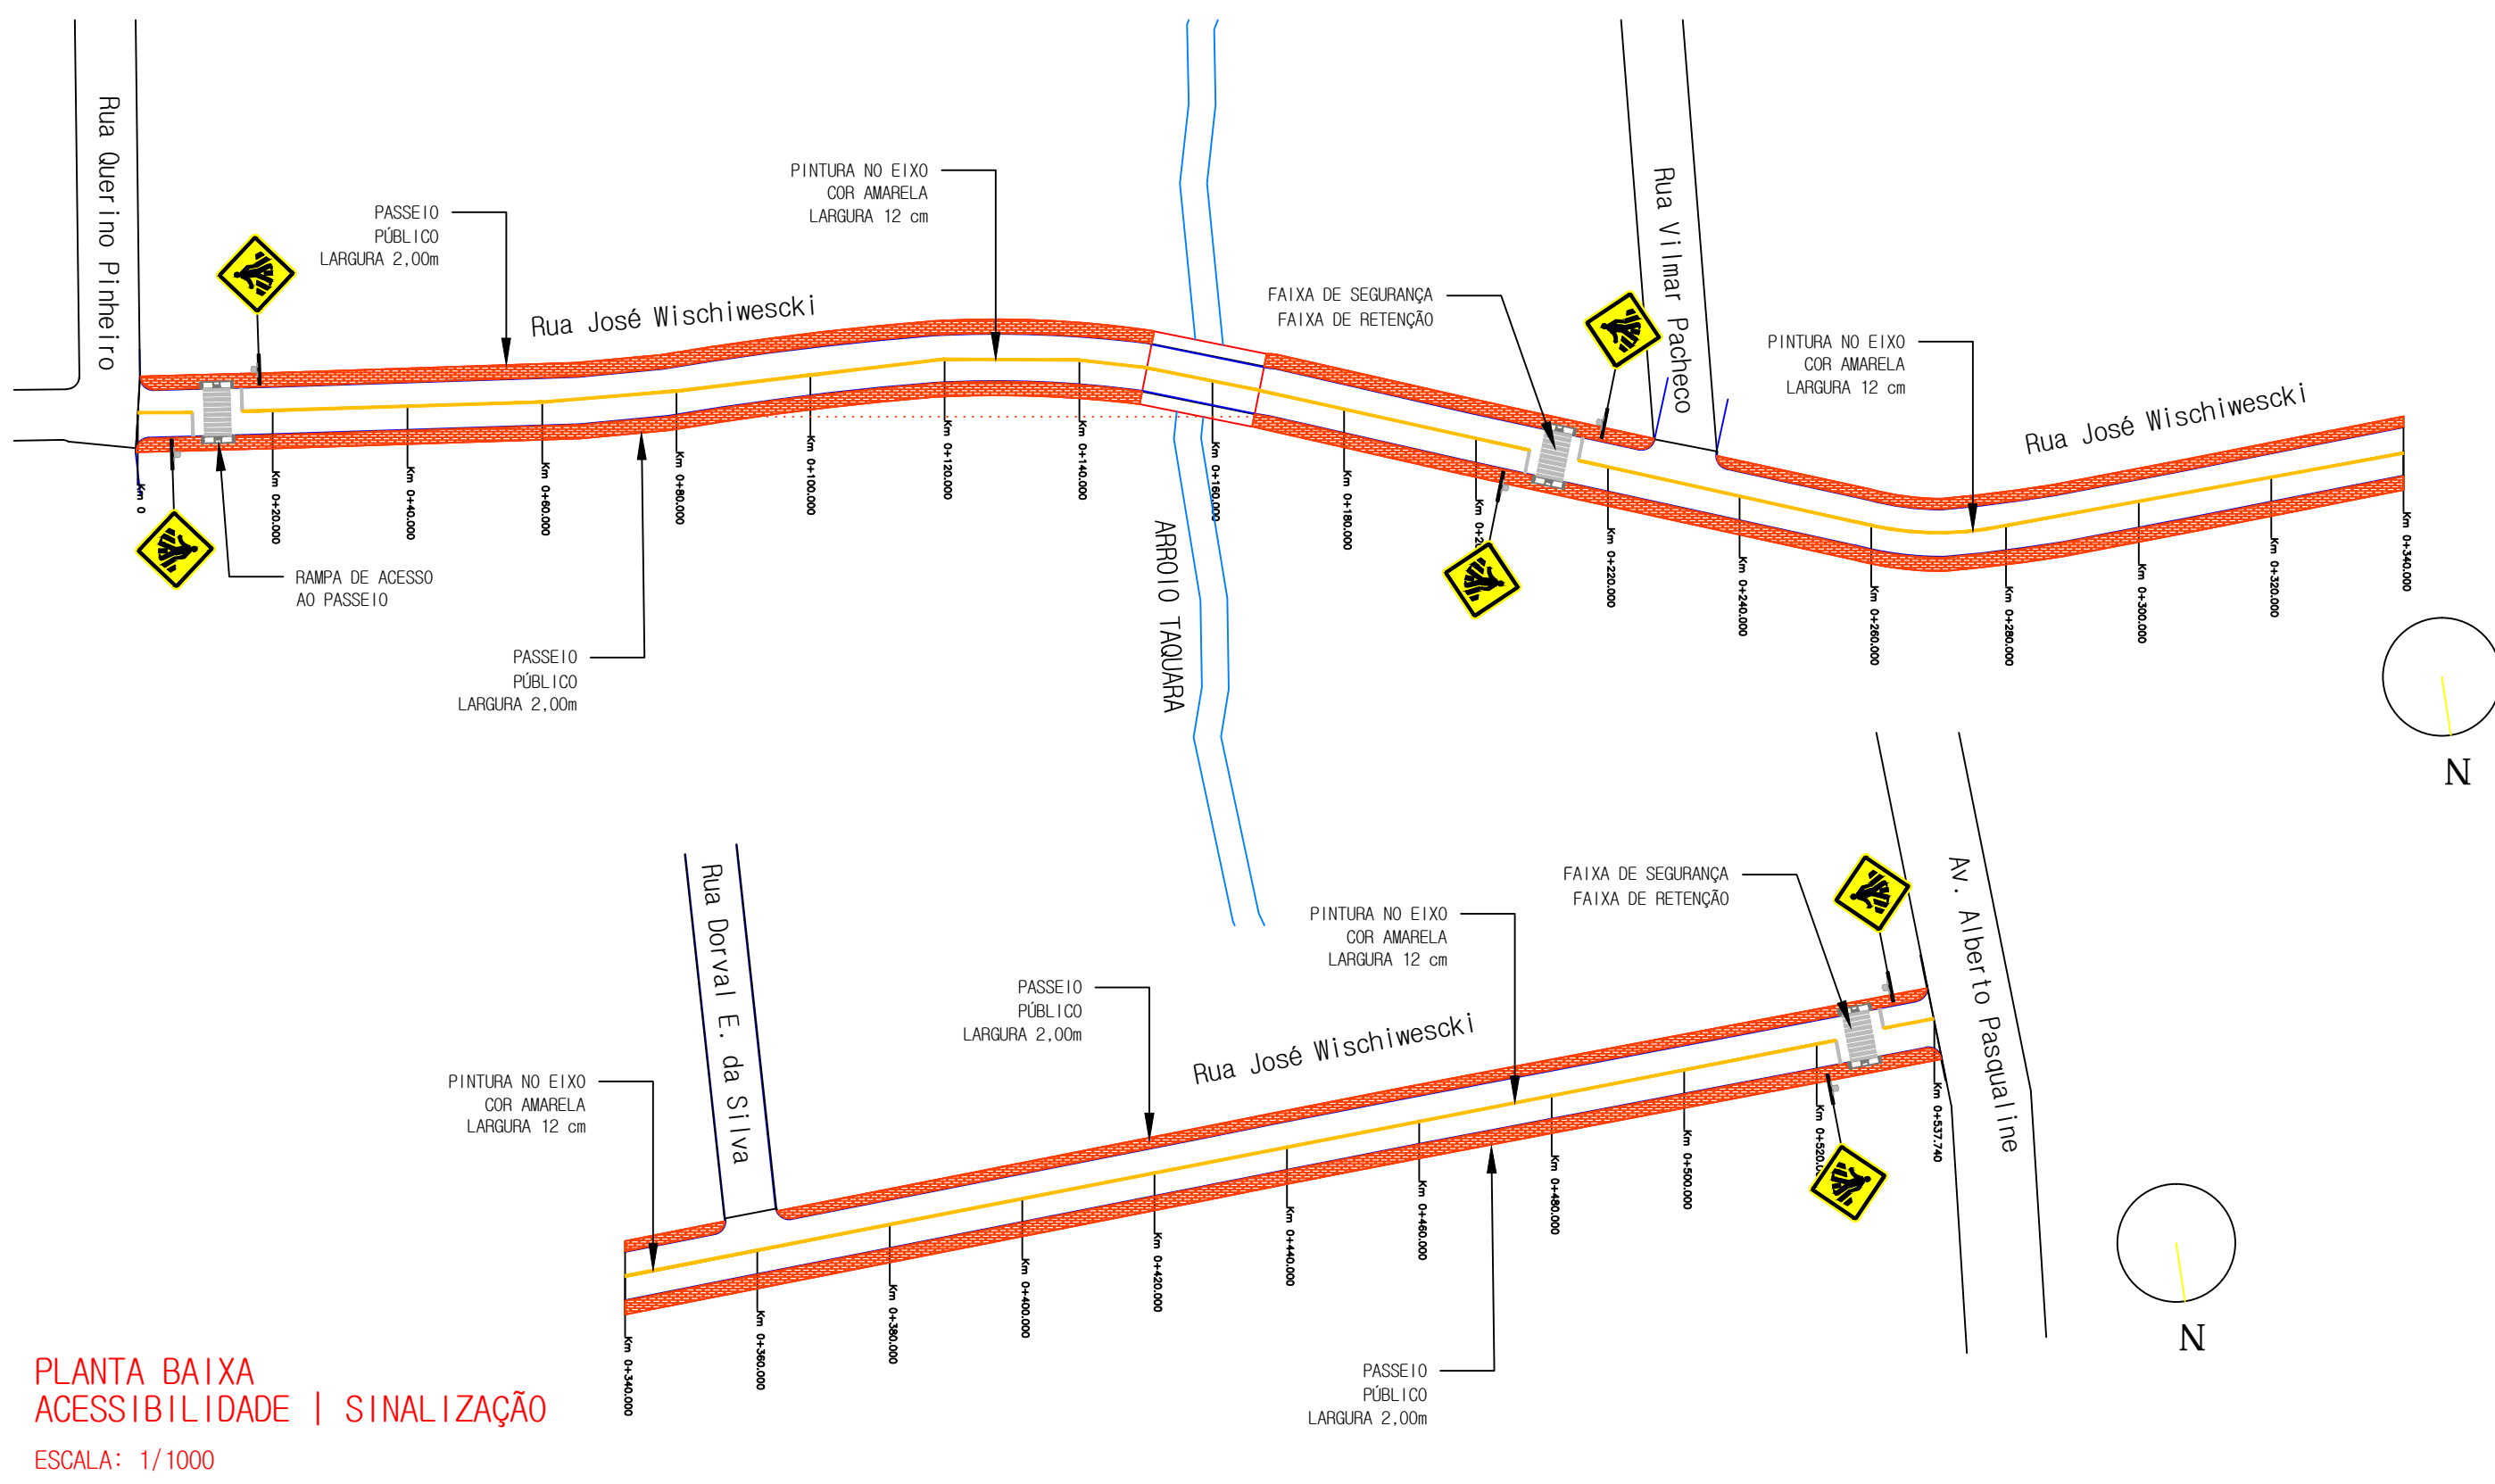 Rua Querino Pinheiro
PASSEIO
PÚBLICO
LARGURA 2,00m
PINTURA NO EIXO
COR AMARELA
LARGURA 12 cm
Rua José Wischiwescki
FAIXA DE SEGURANÇA
FAIXA DE RETENÇÃO
Rua Vilmar Pacheco
PINTURA NO EIXO
COR AMARELA
LARGURA 12 cm
Rua José Wischiwescki
Km 0
Km 0+20.000
Km 0+40.000
Km 0+60.000
Km 0+80.000
Km 0+100.000
Km 0+120.000
Km 0+140.000
Km 0+160.000
Km 0+180.000
Km 0+220.000
Km 0+240.000
Km 0+260.000
Km 0+280.000
Km 0+300.000
Km 0+320.000
Km 0+340.000
RAMPA DE ACESSO
AO PASSEIO
PASSEIO
PÚBLICO
LARGURA 2,00m
ARROIO TAQUARA
N
Rua Dorval E. da Silva
PINTURA NO EIXO
COR AMARELA
LARGURA 12 cm
PASSEIO
PÚBLICO
LARGURA 2,00m
Rua José Wischiwescki
PINTURA NO EIXO
COR AMARELA
LARGURA 12 cm
FAIXA DE SEGURANÇA
FAIXA DE RETENÇÃO
Av. Alberto Pasqualine
Km 0+340.000
Km 0+360.000
Km 0+380.000
Km 0+400.000
Km 0+420.000
Km 0+440.000
Km 0+460.000
Km 0+480.000
Km 0+500.000
Km 0+520.
Km 0+537.740
PASSEIO
PÚBLICO
LARGURA 2,00m
N
PLANTA BAIXA
ACESSIBILIDADE | SINALIZAÇÃO
ESCALA: 1/1000